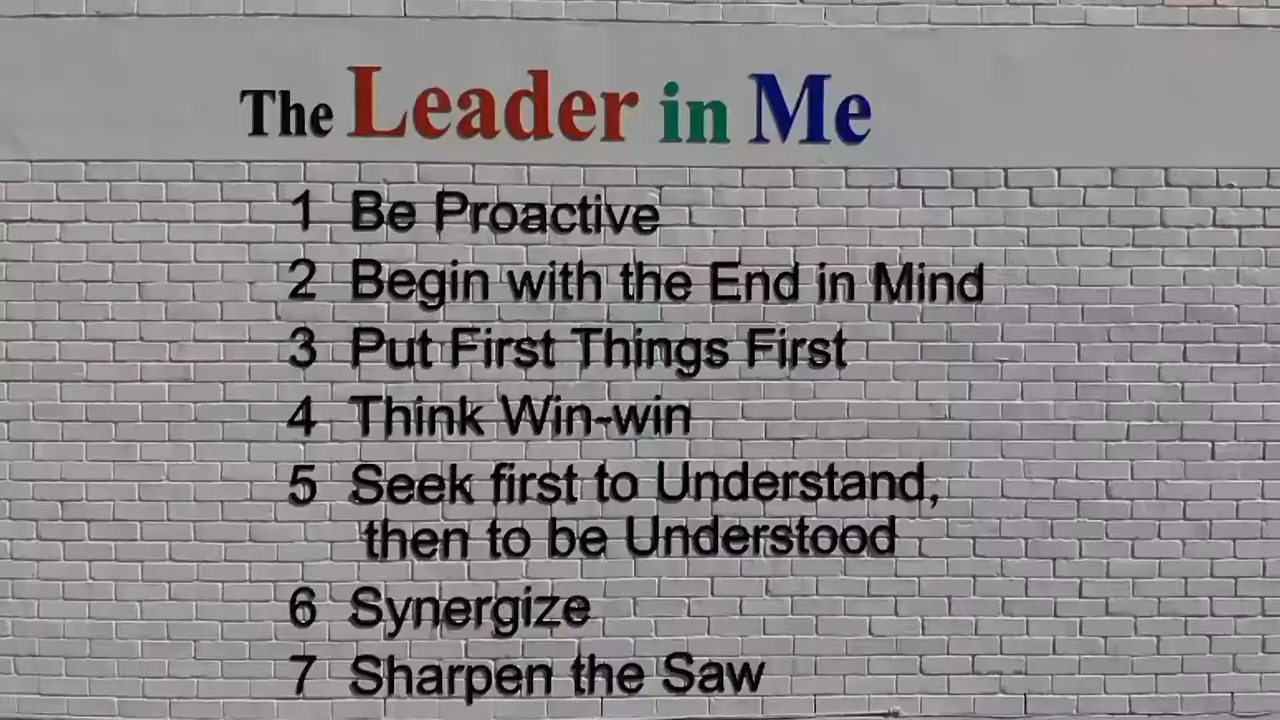 The Leader in Me
1 Be Proactive
2 Begin with the End in Mind
3 Put First Things First
4 Think Win-win
5 Seek first to Understand,
then to be Understood
6 Synergize
7 Sharpen the Saw